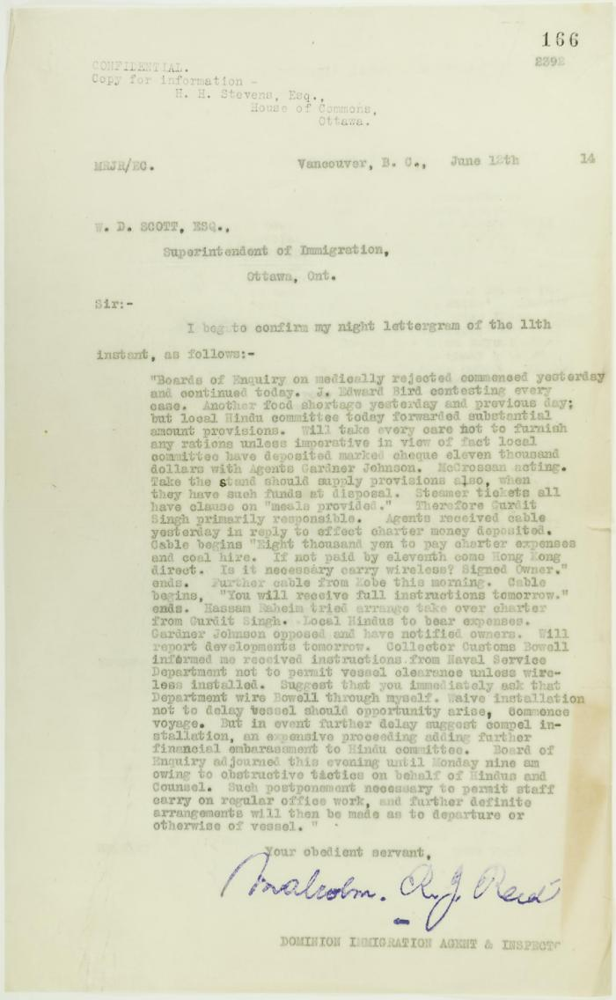 166
2392
CONFIDENTIAL.
Copy for information -
H. H. Stevens, Esq.,
House of Commons,
Ottawa.
MRJR/EC.
Vancouver, B. C., June 12th 14
W. D. SCOTT, ESQ.,
Superintendent of Immigration,
Ottawa, Ont.
Sir:-
I beg to confirm my night lettergram of the 11th
instant, as follows:-
"Boards of Enquiry on medically rejected commenced yesterday
and continued today. J. Edward Bird contesting every
case. Another food shortage yesterday and previous day;
but local Hindu committee today forwarded substantial
amount provisions. Will take every care not to furnish
any rations unless imperative in view of fact local
committee have deposited marked cheque eleven thousand
dollars with Agents Gardner Johnson. McCrossan acting.
Take the stand should supply provisions also, when
they have such funds at disposal. Steamer tickets all
have clause on "meals provided." Therefore Gurdit
Singh primarily responsible. Agents received cable
yesterday in reply to effect charter money deposited.
Cable begins "Eight thousand yen to pay charter expenses
and coal hire. If not paid by eleventh come Hong Kong
direct. Is it necessary carry wireless? Signed Owner."
ends. Further cable from Kobe this morning. Cable
begins, "You will receive full instructions tomorrow."
ends. Hassam Raheim tried arrange take over charter
from Gurdit Singh. Local Hindus to bear expenses.
Gardner Johnson opposed and have notified owners. Will
report developments tomorrow. Collector Customs Bowell
informed me received instructions from Naval Service
Department not to permit vessel clearance unless wire-
less installed. Suggest that you immediately ask that
Department wire Bowell through myself. Waive installation
not to delay vessel should opportunity arise, commence
voyage. But in event further delay suggest compel in-
stallation, an expensive proceeding adding further
financial embarassment to Hindu committee. Board of
Enquiry adjourned this evening until Monday nine am
owing to obstructive tactics on behalf of Hindus and
Counsel. Such postponement necessary to permit staff
carry on regular office work, and further definite
arrangements will then be made as to departure or
otherwise of vessel. "
Your obedient servant,
Malcolm. R. J. Reid
DOMINION IMMIGRATION AGENT & INSPECTO